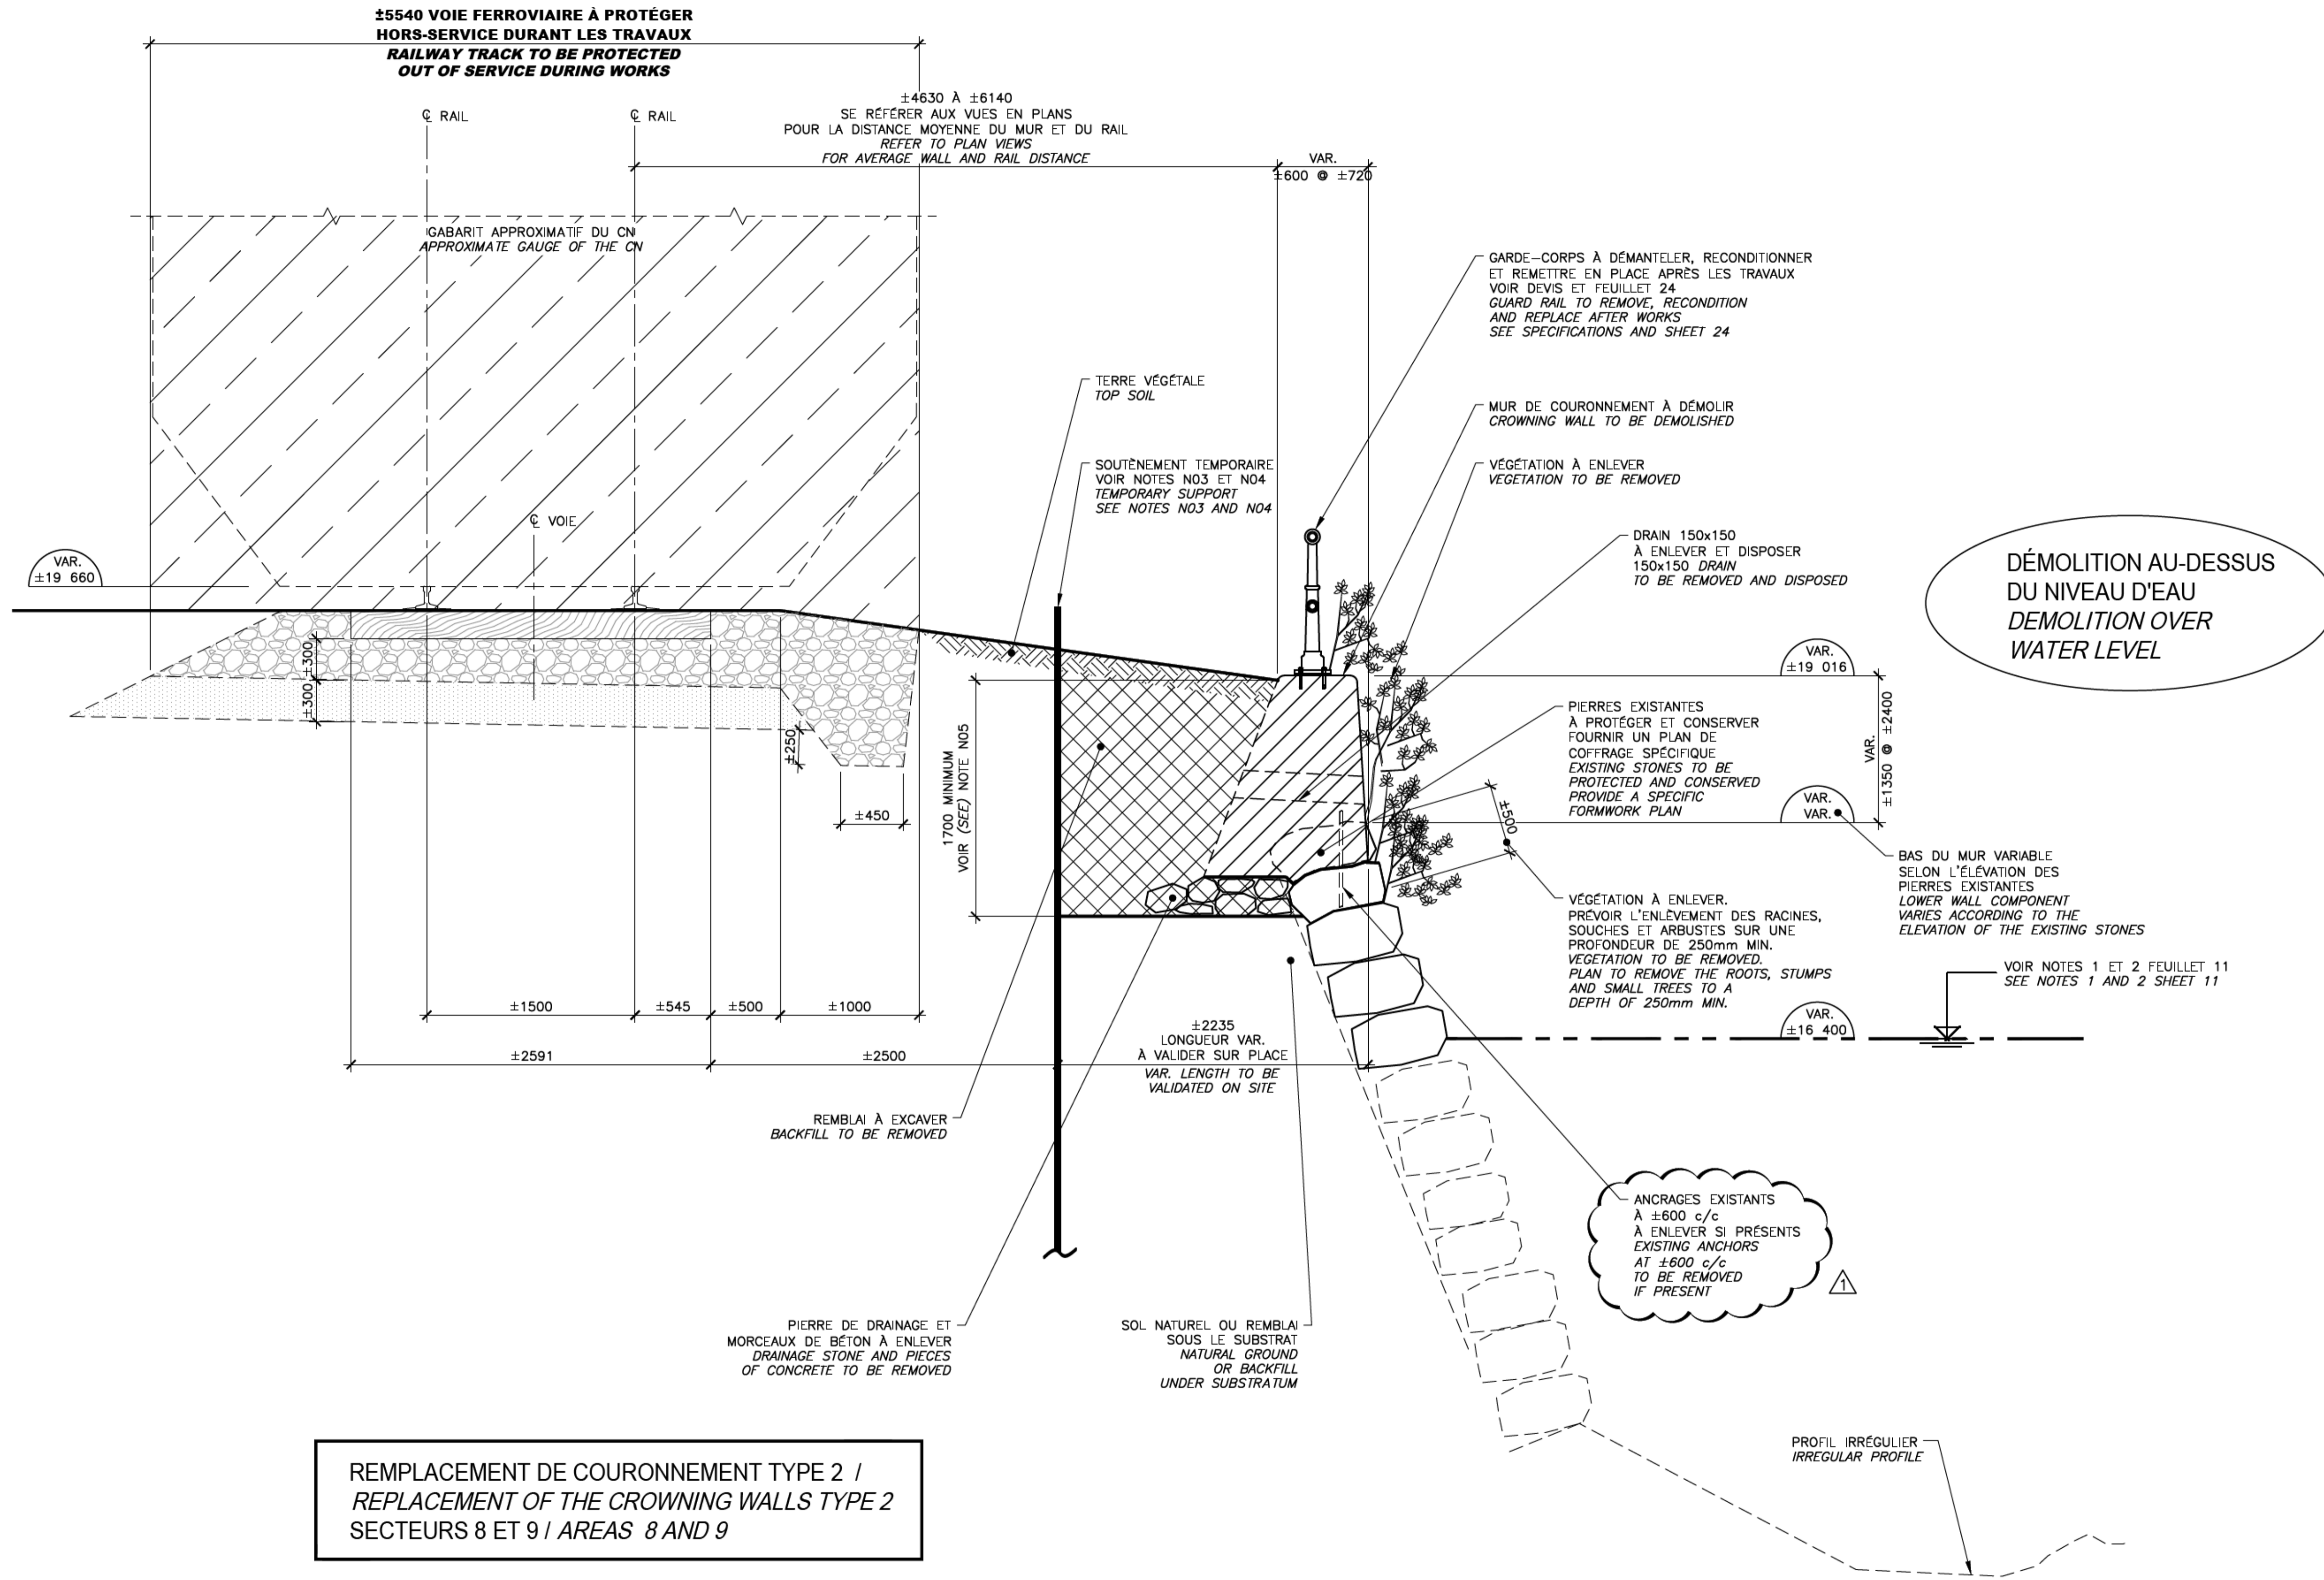 ±5540 VOIE FERROVIAIRE À PROTÉGER
HORS-SERVICE DURANT LES TRAVAUX
RAILWAY TRACK TO BE PROTECTED
OUT OF SERVICE DURING WORKS
±4630 À ±6140
SE RÉFÉRER AUX VUES EN PLANS
POUR LA DISTANCE MOYENNE DU MUR ET DU RAIL
REFER TO PLAN VIEWS
FOR AVERAGE WALL AND RAIL DISTANCE
℄ RAIL
℄ RAIL
VAR.
±600 @ ±720
GABARIT APPROXIMATIF DU CN
APPROXIMATE GAUGE OF THE CN
GARDE-CORPS À DÉMANTELER, RECONDITIONNER
ET REMETTRE EN PLACE APRÈS LES TRAVAUX
VOIR DEVIS ET FEUILLET 24
GUARD RAIL TO REMOVE, RECONDITION
AND REPLACE AFTER WORKS
SEE SPECIFICATIONS AND SHEET 24
TERRE VÉGÉTALE
TOP SOIL
MUR DE COURONNEMENT À DÉMOLIR
CROWNING WALL TO BE DEMOLISHED
SOUTÈNEMENT TEMPORAIRE
VOIR NOTES N03 ET N04
TEMPORARY SUPPORT
SEE NOTES N03 AND N04
VÉGÉTATION À ENLEVER
VEGETATION TO BE REMOVED
℄ VOIE
DRAIN 150x150
À ENLEVER ET DISPOSER
150x150 DRAIN
TO BE REMOVED AND DISPOSED
DÉMOLITION AU-DESSUS
DU NIVEAU D'EAU
DEMOLITION OVER
WATER LEVEL
VAR.
±19 660
VAR.
±19 016
±300
±300
±250
±450
1700 MINIMUM
VOIR (SEE) NOTE N05
PIERRES EXISTANTES
À PROTÉGER ET CONSERVER
FOURNIR UN PLAN DE
COFFRAGE SPÉCIFIQUE
EXISTING STONES TO BE
PROTECTED AND CONSERVED
PROVIDE A SPECIFIC
FORMWORK PLAN
VAR.
±1350 @ ±2400
VAR.
VAR.
±500
BAS DU MUR VARIABLE
SELON L'ÉLÉVATION DES
PIERRES EXISTANTES
LOWER WALL COMPONENT
VARIES ACCORDING TO THE
ELEVATION OF THE EXISTING STONES
VÉGÉTATION À ENLEVER.
PRÉVOIR L'ENLÈVEMENT DES RACINES,
SOUCHES ET ARBUSTES SUR UNE
PROFONDEUR DE 250mm MIN.
VEGETATION TO BE REMOVED.
PLAN TO REMOVE THE ROOTS, STUMPS
AND SMALL TREES TO A
DEPTH OF 250mm MIN.
VOIR NOTES 1 ET 2 FEUILLET 11
SEE NOTES 1 AND 2 SHEET 11
VAR.
±16 400
±1500
±545
±500
±1000
±2591
±2500
±2235
LONGUEUR VAR.
À VALIDER SUR PLACE
VAR. LENGTH TO BE
VALIDATED ON SITE
REMBLAI À EXCAVER
BACKFILL TO BE REMOVED
ANCRAGES EXISTANTS
À ±600 c/c
À ENLEVER SI PRÉSENTS
EXISTING ANCHORS
AT ±600 c/c
TO BE REMOVED
IF PRESENT
1
PIERRE DE DRAINAGE ET
MORCEAUX DE BÉTON À ENLEVER
DRAINAGE STONE AND PIECES
OF CONCRETE TO BE REMOVED
SOL NATUREL OU REMBLAI
SOUS LE SUBSTRAT
NATURAL GROUND
OR BACKFILL
UNDER SUBSTRATUM
PROFIL IRRÉGULIER
IRREGULAR PROFILE
REMPLACEMENT DE COURONNEMENT TYPE 2 /
REPLACEMENT OF THE CROWNING WALLS TYPE 2
SECTEURS 8 ET 9 / AREAS 8 AND 9